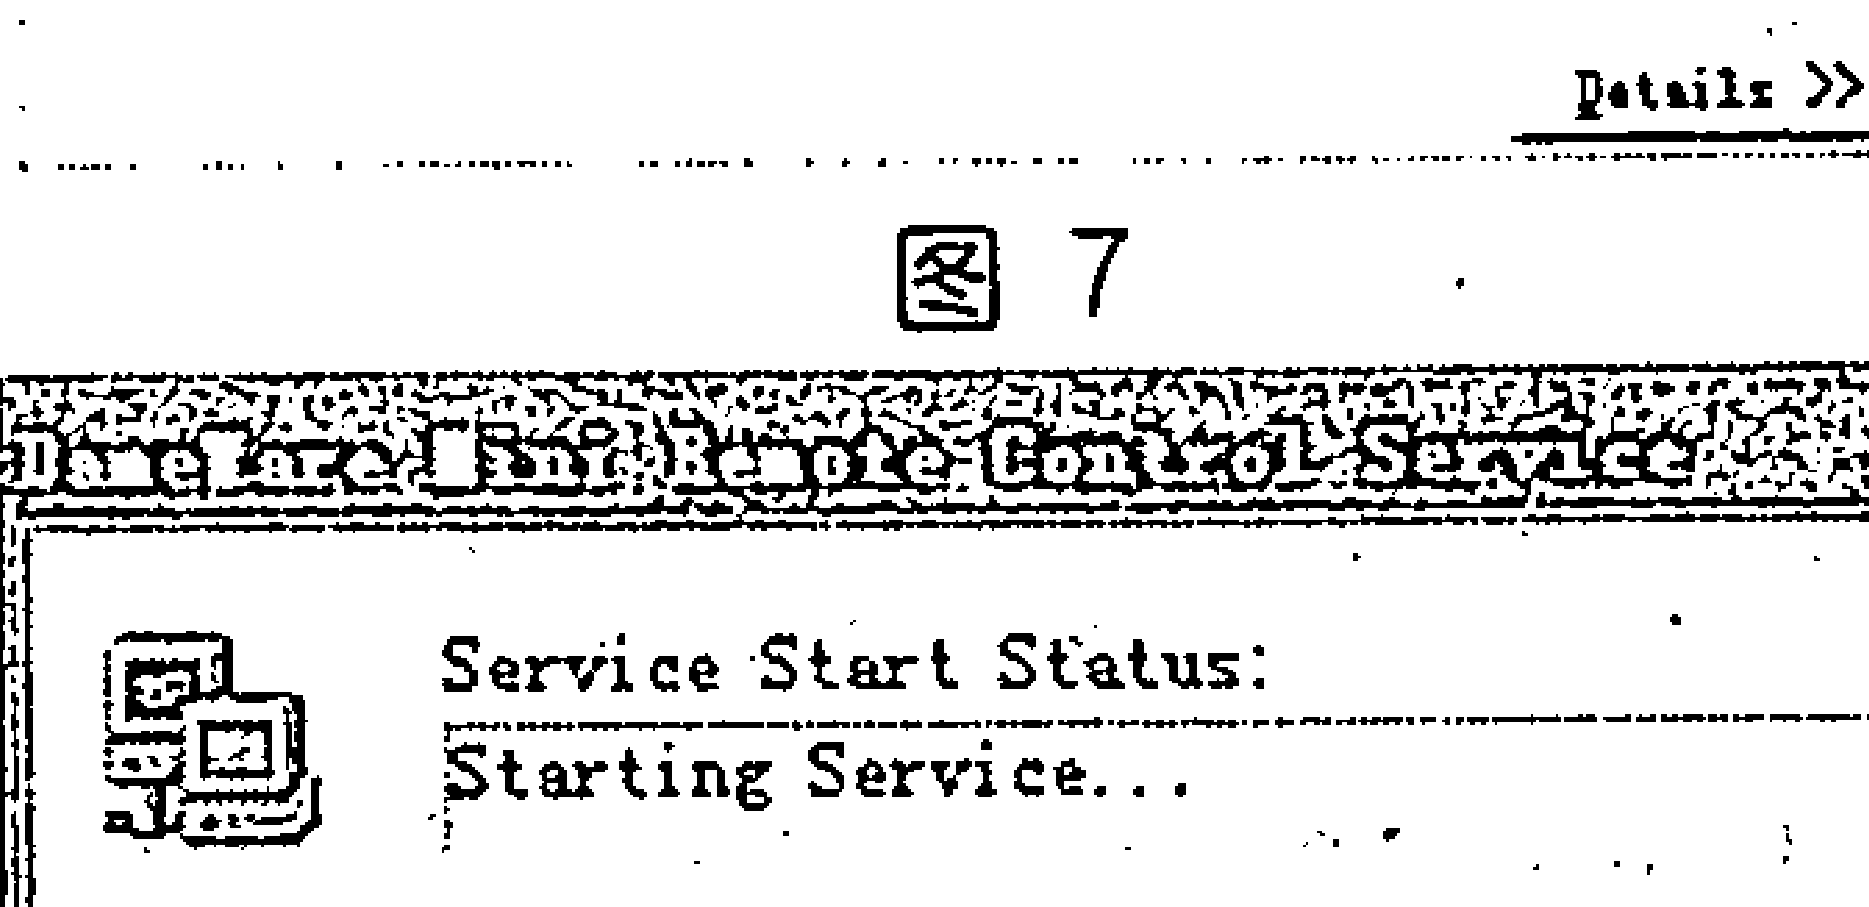 Details >>
图 7
DameWare Mini Remote Control Service
Service Start Status:
Starting Service...